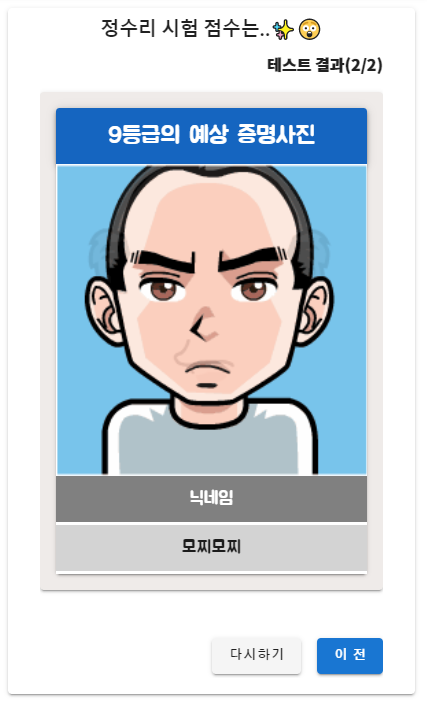 정수리 시험 점수는..✨😲
테스트 결과(2/2)
9등급의 예상 증명사진
닉네임
모찌모찌
다시하기
이 전